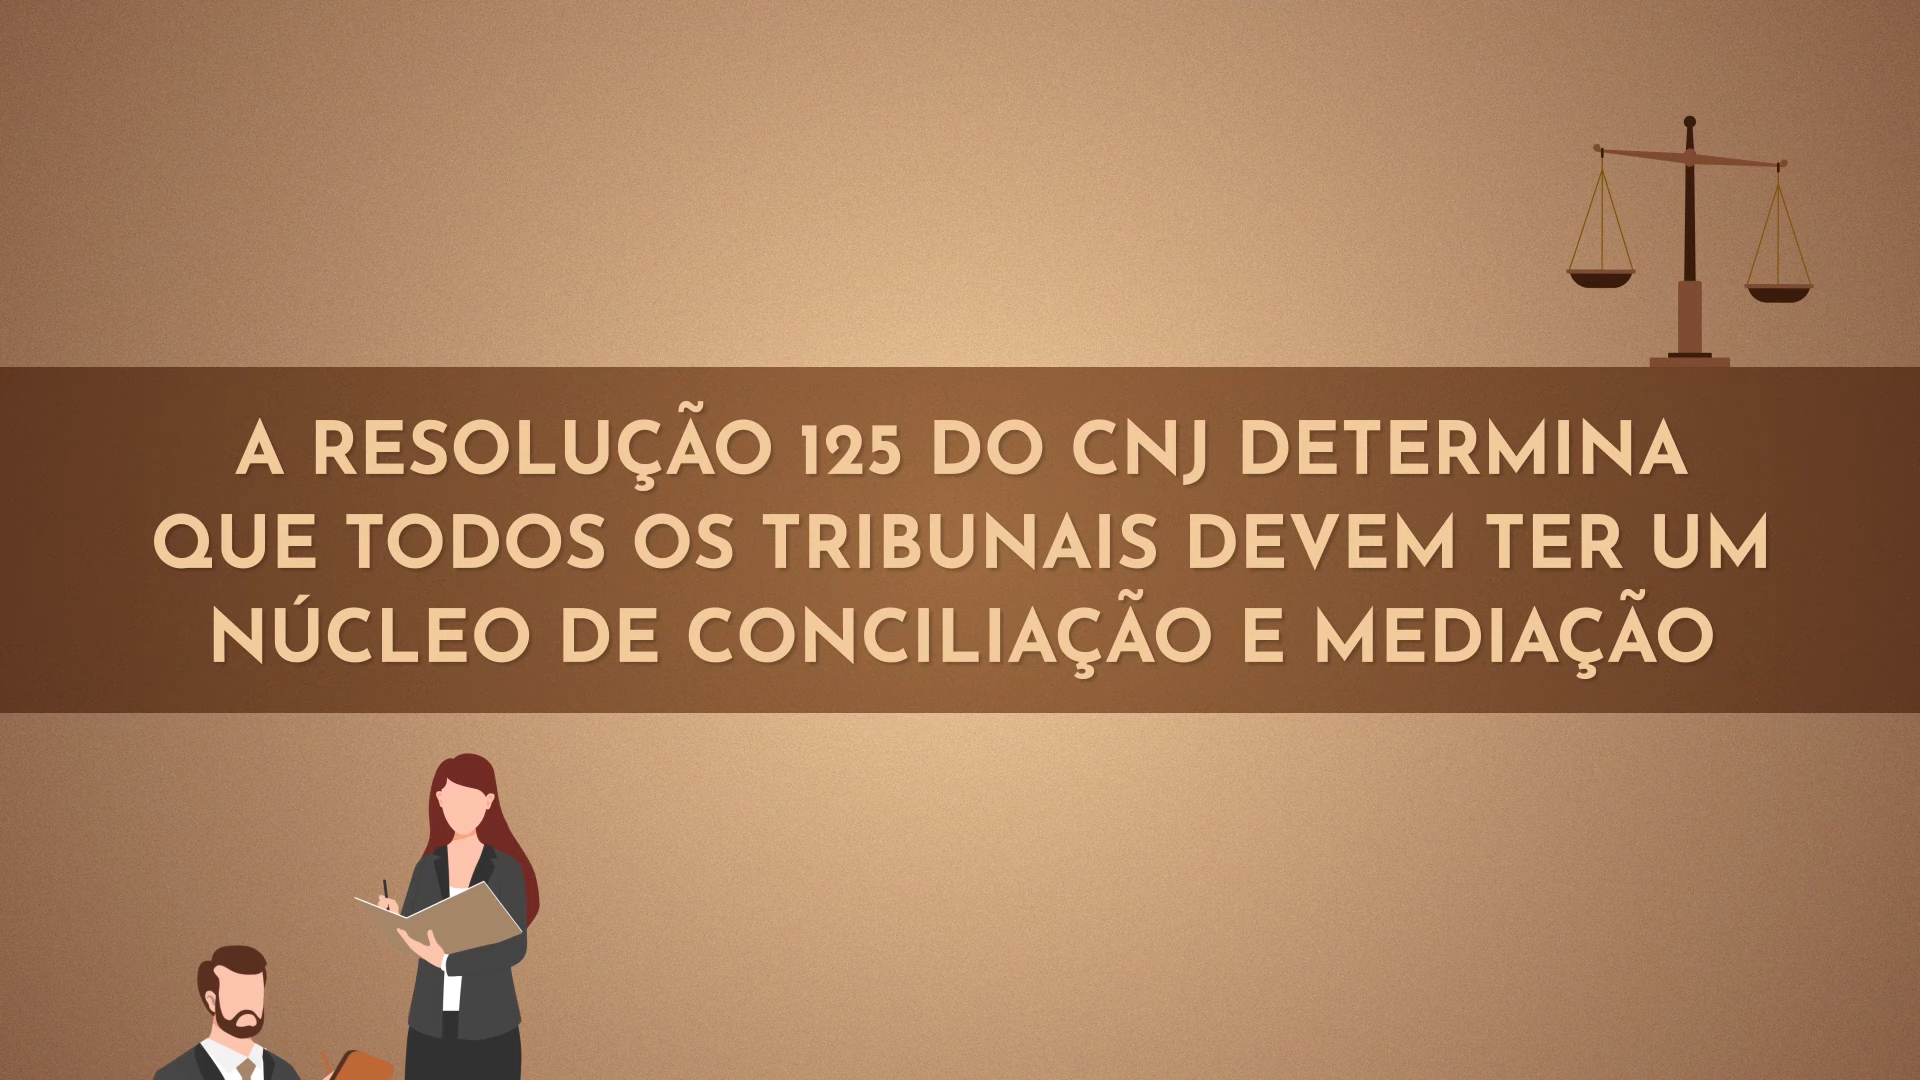 A RESOLUÇÃO 125 DO CNJ DETERMINA
QUE TODOS OS TRIBUNAIS DEVEM TER UM
NÚCLEO DE CONCILIAÇÃO E MEDIAÇÃO